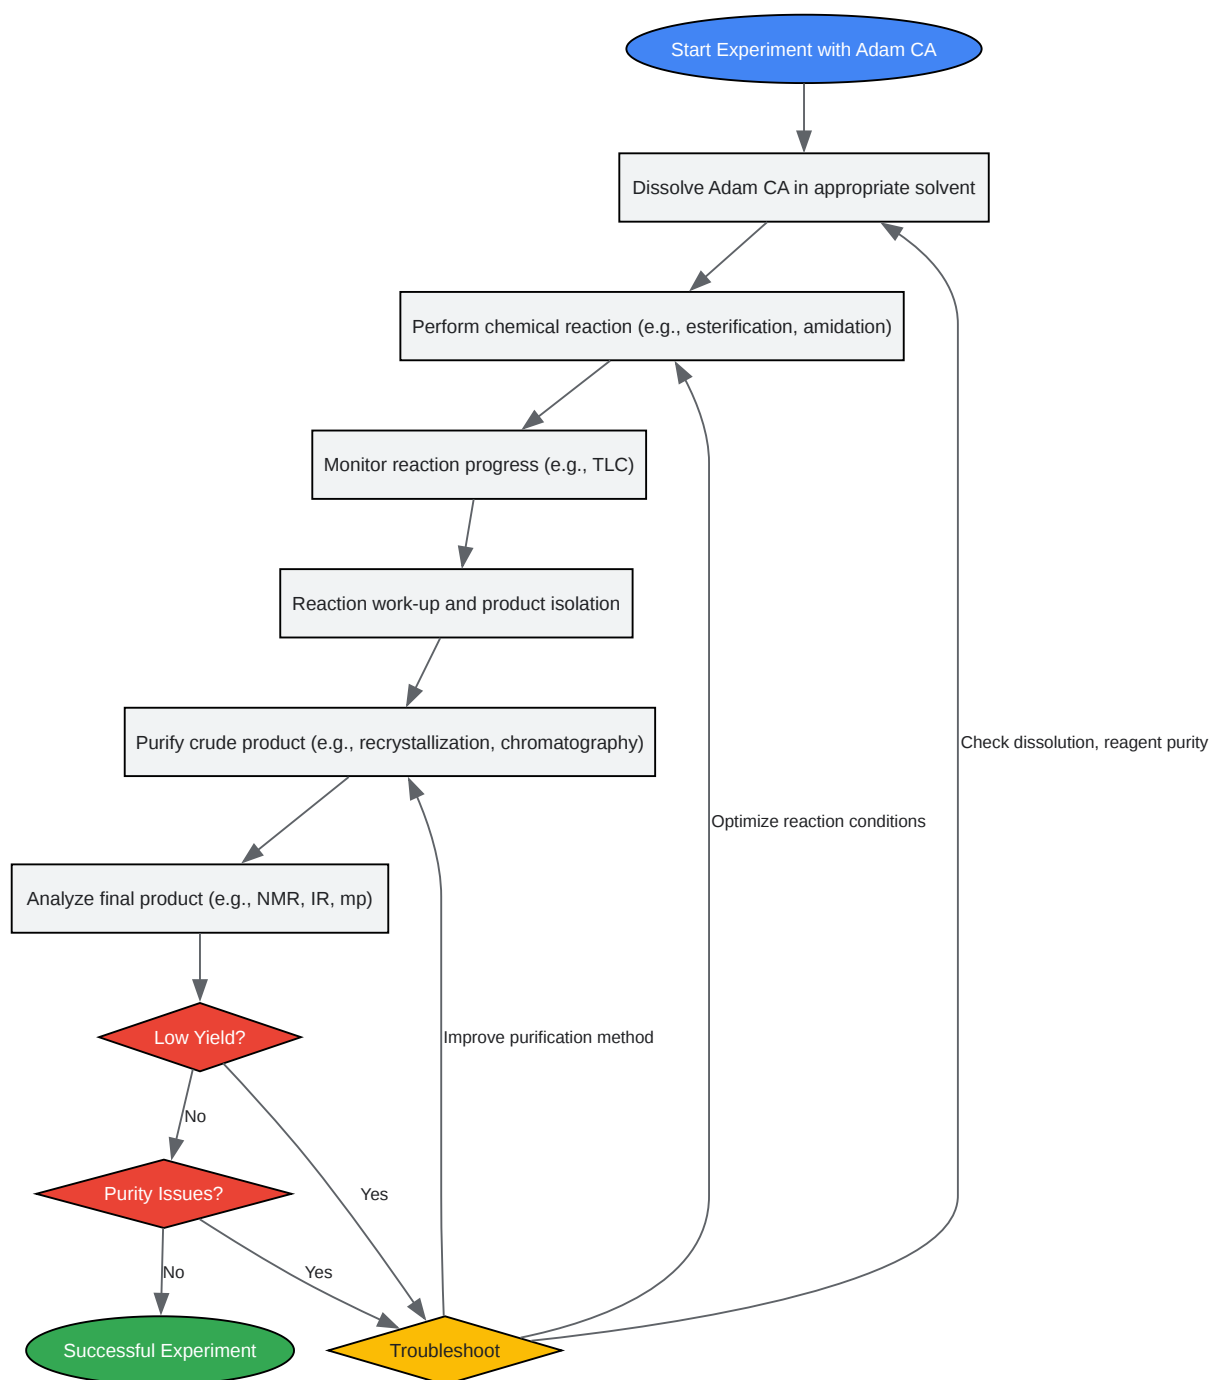 Start Experiment with Adam CA
Dissolve Adam CA in appropriate solvent
Perform chemical reaction (e.g., esterification, amidation)
Monitor reaction progress (e.g., TLC)
Reaction work-up and product isolation
Purify crude product (e.g., recrystallization, chromatography)
Check dissolution, reagent purity
Optimize reaction conditions
Analyze final product (e.g., NMR, IR, mp)
Low Yield?
Improve purification method
No
Purity Issues?
Yes
No
Yes
Successful Experiment
Troubleshoot